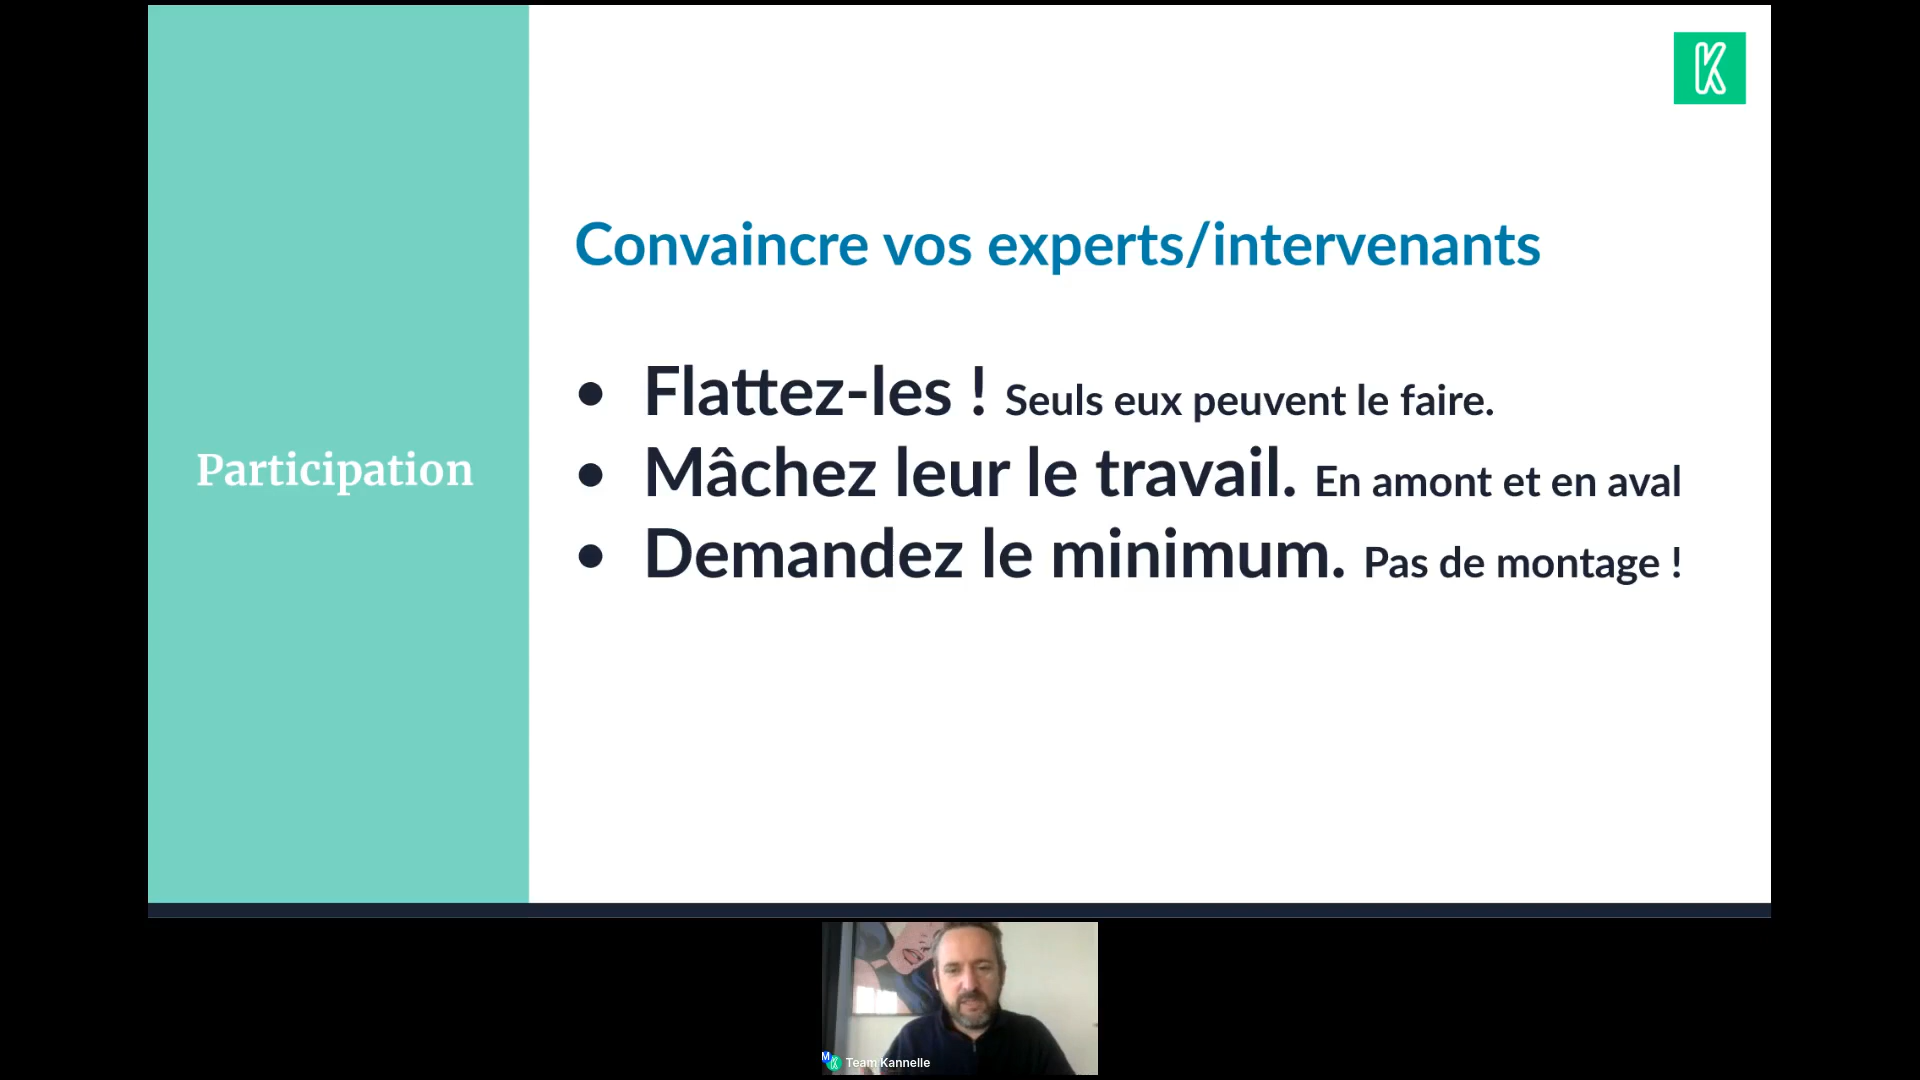 Participation
Convaincre vos experts/intervenants
• Flattez-les ! Seuls eux peuvent le faire.
• Mâchez leur le travail. En amont et en aval
• Demandez le minimum. Pas de montage !
K
M Team Kannelle